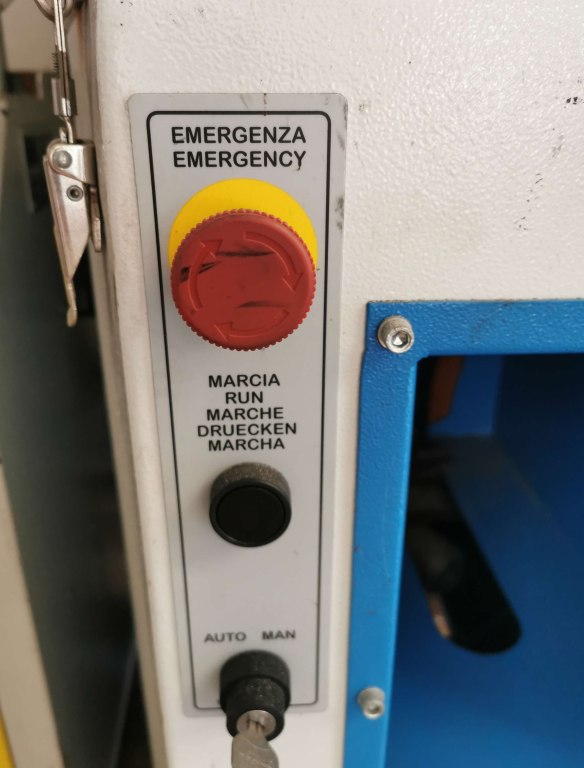 EMERGENZA
EMERGENCY
MARCIA
RUN
MARCHE
DRUECKEN
MARCHA
AUTO MAN